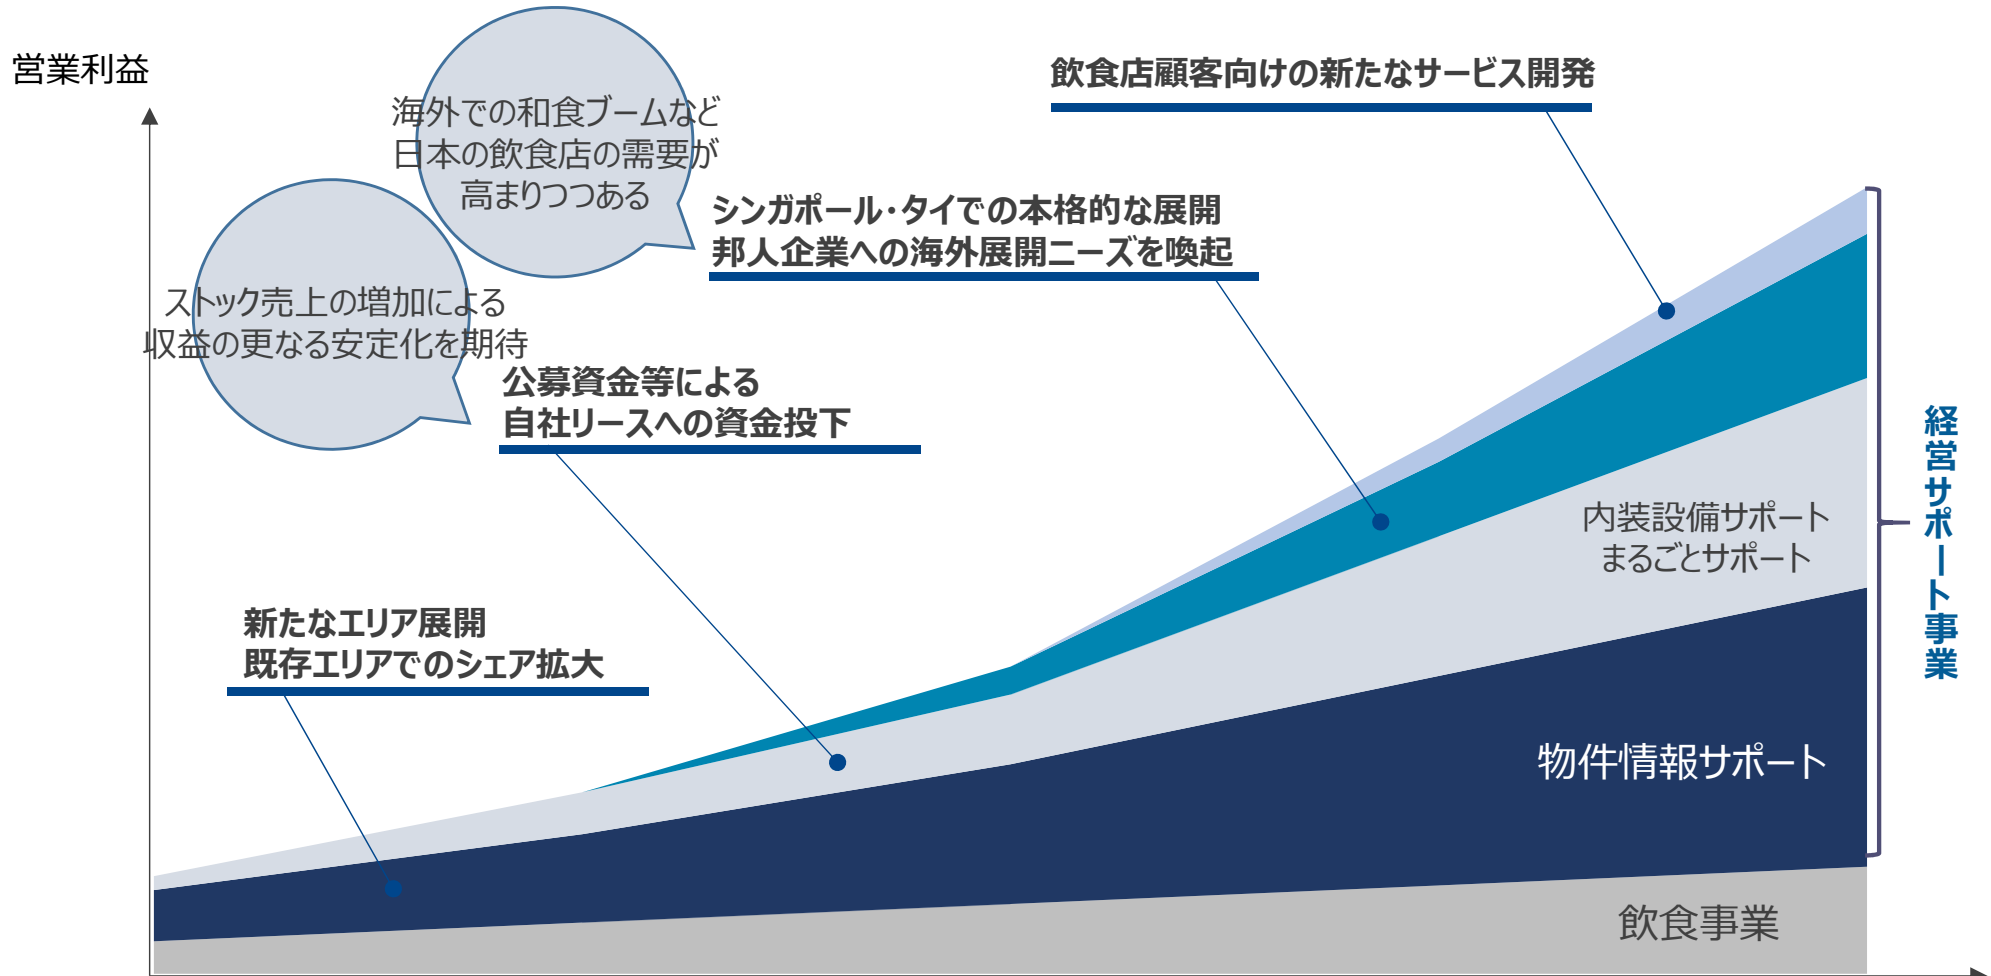 営業利益
海外での和食ブームなど
日本の飲食店の需要が
高まりつつある
ストック売上の増加による
収益の更なる安定化を期待
飲食店顧客向けの新たなサービス開発
シンガポール・タイでの本格的な展開
邦人企業への海外展開ニーズを喚起
公募資金等による
自社リースへの資金投下
新たなエリア展開
既存エリアでのシェア拡大
内装設備サポート
まるごとサポート
物件情報サポート
飲食事業
経営サポート事業